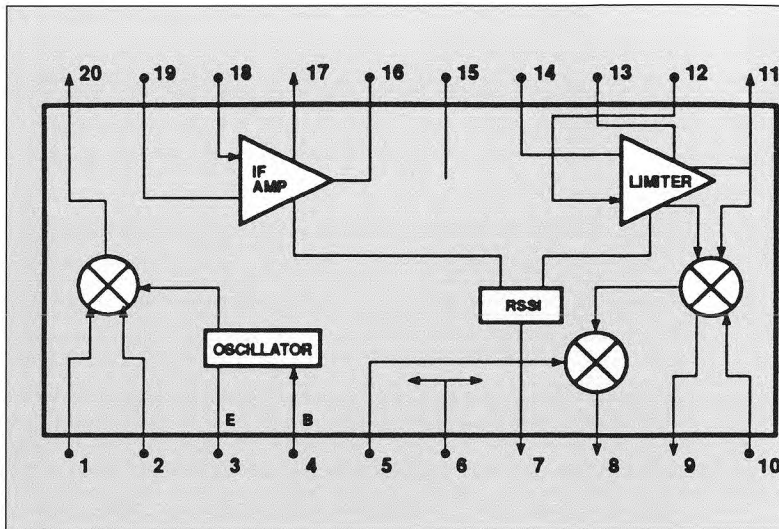 20 19 18 17 16 15 14 13 12 11
IF
AMP
LIMITER
RSSI
OSCILLATOR
E B
1 2 3 4 5 6 7 8 9 10